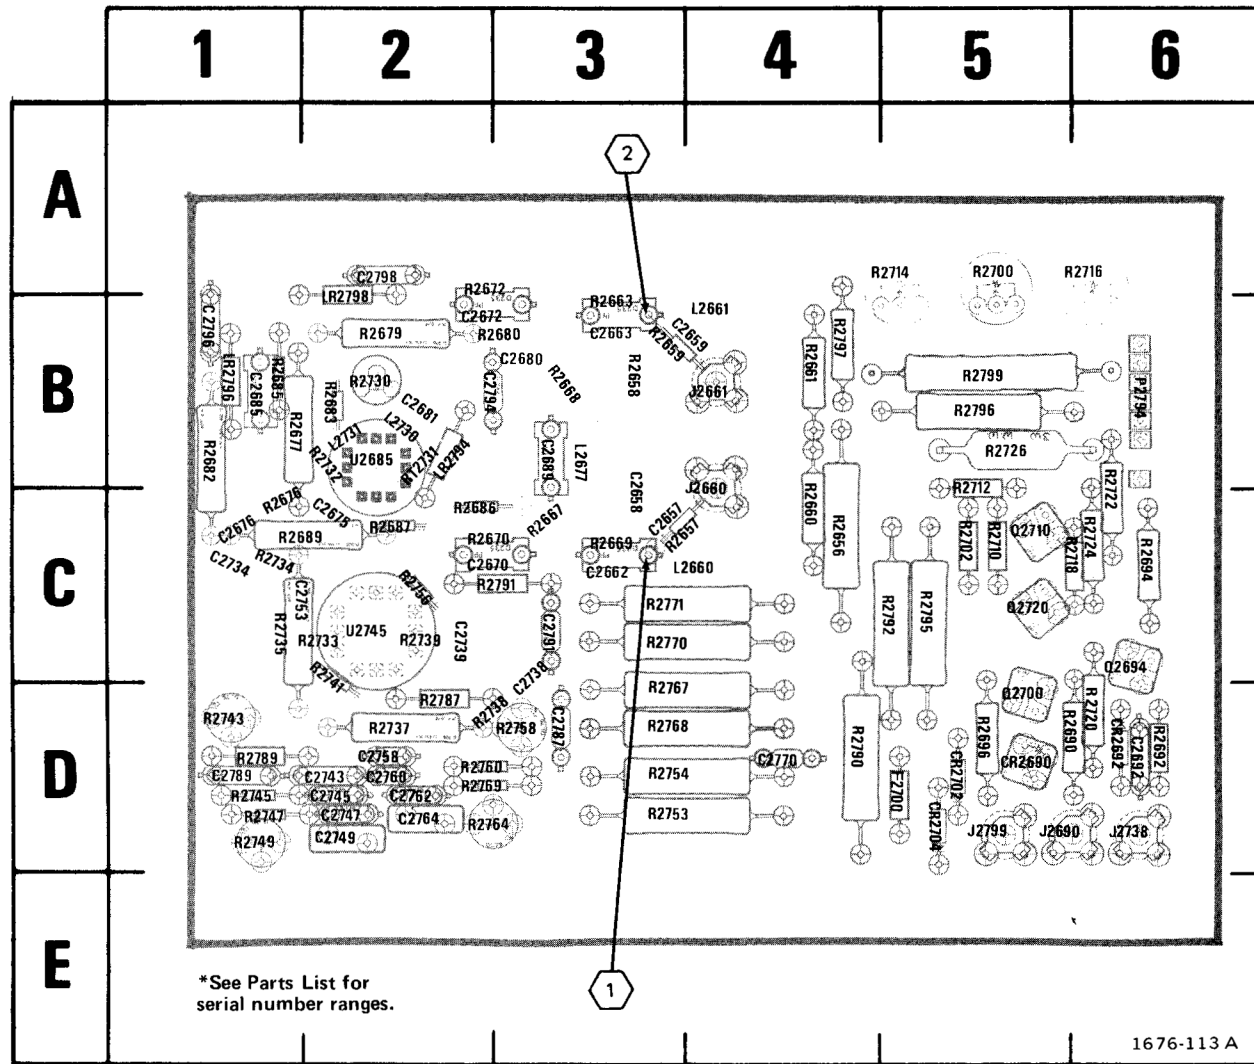 1 2 3 4 5 6
A
2
C2798
R2714 R2700 R2716
LR2798 R2672 R2663 L2661
B
C2796 R2679 C2672 R2680 C2663 R2659 C2659 R2661 R2797
LR2796 C2685 R2685 R2677 R2683 R2730 C2681 C2680 C2794 R2668 R2658 J2661 R2799 P2794
R2796
R2682 R2732 L2731 L2730 U2685 RT2731 LR2794 C2689 L2677 R2726
R2676 C2675 C2658 J2660 R2712 R2722
C2676 R2689 R2687 R2686 R2667 C2657 R2657 R2660 R2656 R2702 R2710 Q2710 R2718 R2724 R2694
C
C2734 R2734 R2670 C2670 R2669 C2662 L2660
R2735 C2753 R2756 R2791 R2771 R2792 R2795 Q2720
R2733 U2745 R2739 C2739 C2791 R2770
R2741 C2738 Q2694
R2787 R2738 R2767 Q2700
R2743 R2737 R2758 C2787 R2768 R2790 R2696 R2690 R2720
D
R2789 C2758 C2770 CR2702 CR2690 CR2692 C2692 R2692
C2789 C2743 C2760 R2760 R2754 E2700
R2745 C2745 C2762 R2769
R2747 C2747 C2764 R2764 R2753 CR2704
R2749 C2749 J2799 J2690 J2738
E
*See Parts List for
serial number ranges.
1
1676-113 A